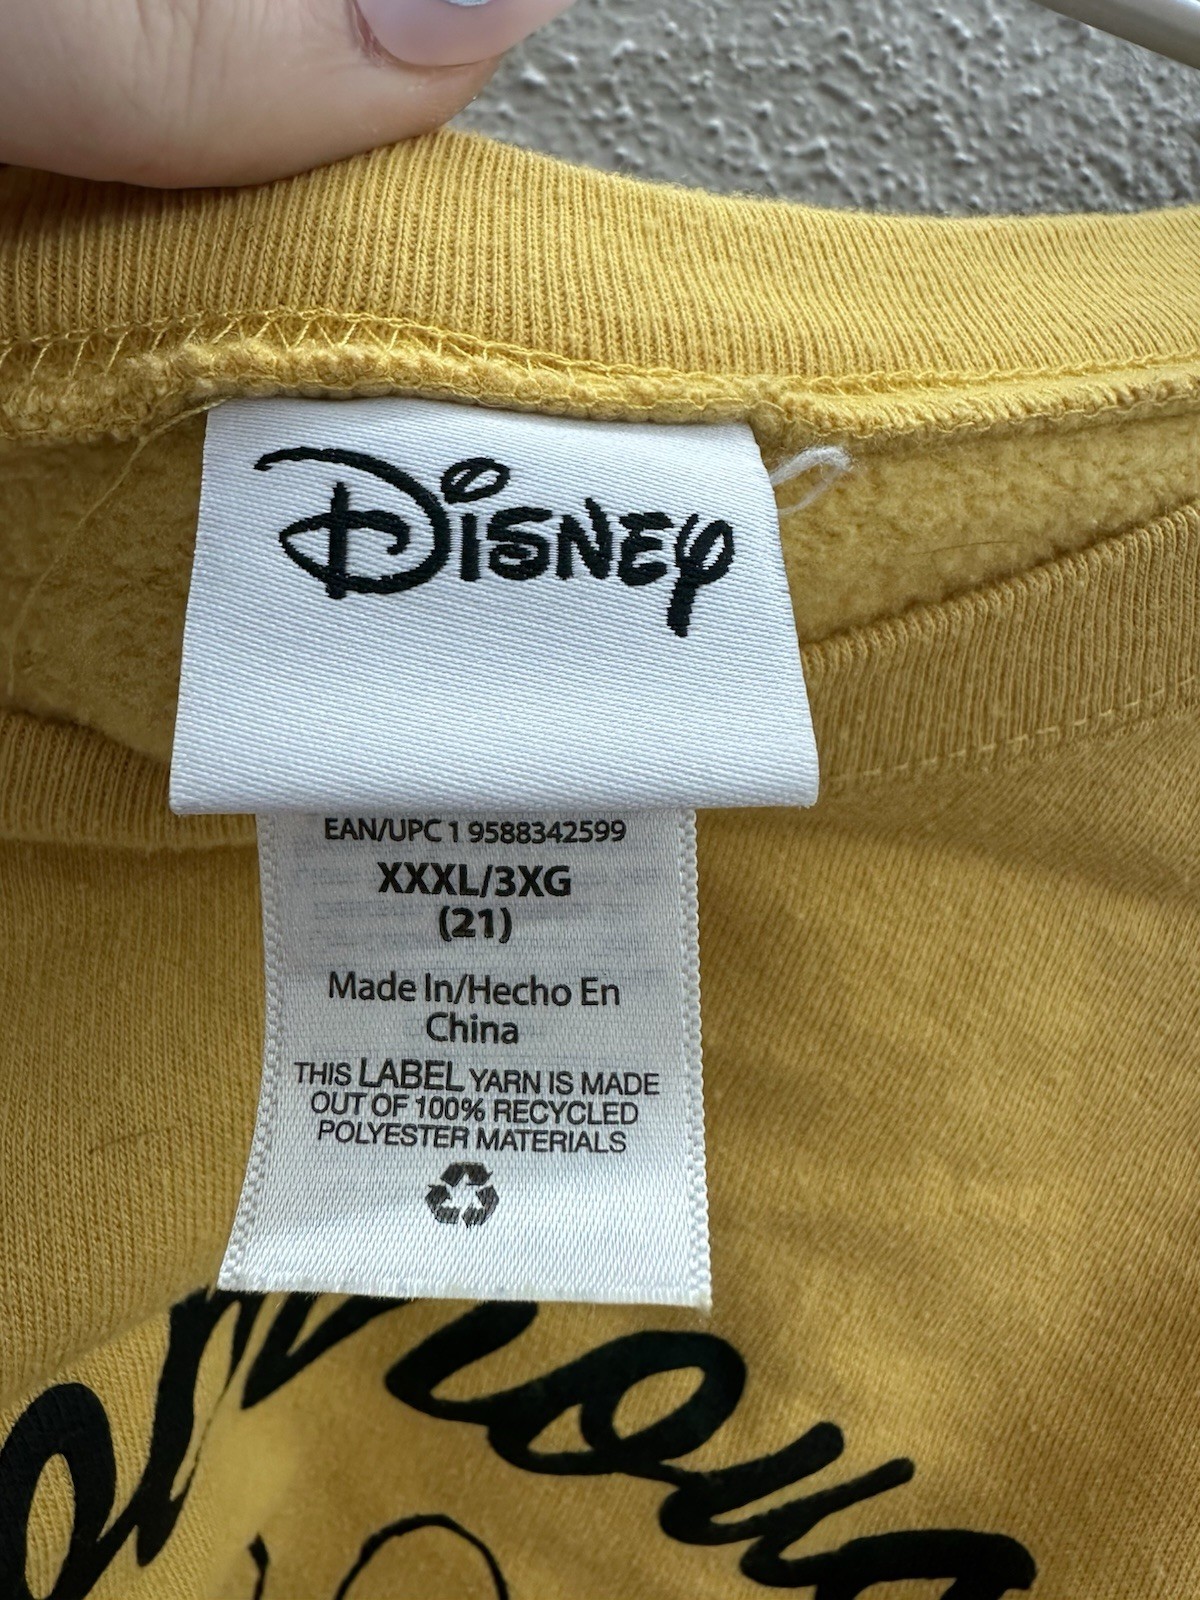 Disney
EAN/UPC 1 9588342599
XXXL/3XG
(21)
Made In/Hecho En
China
THIS LABEL YARN IS MADE
OUT OF 100% RECYCLED
POLYESTER MATERIALS